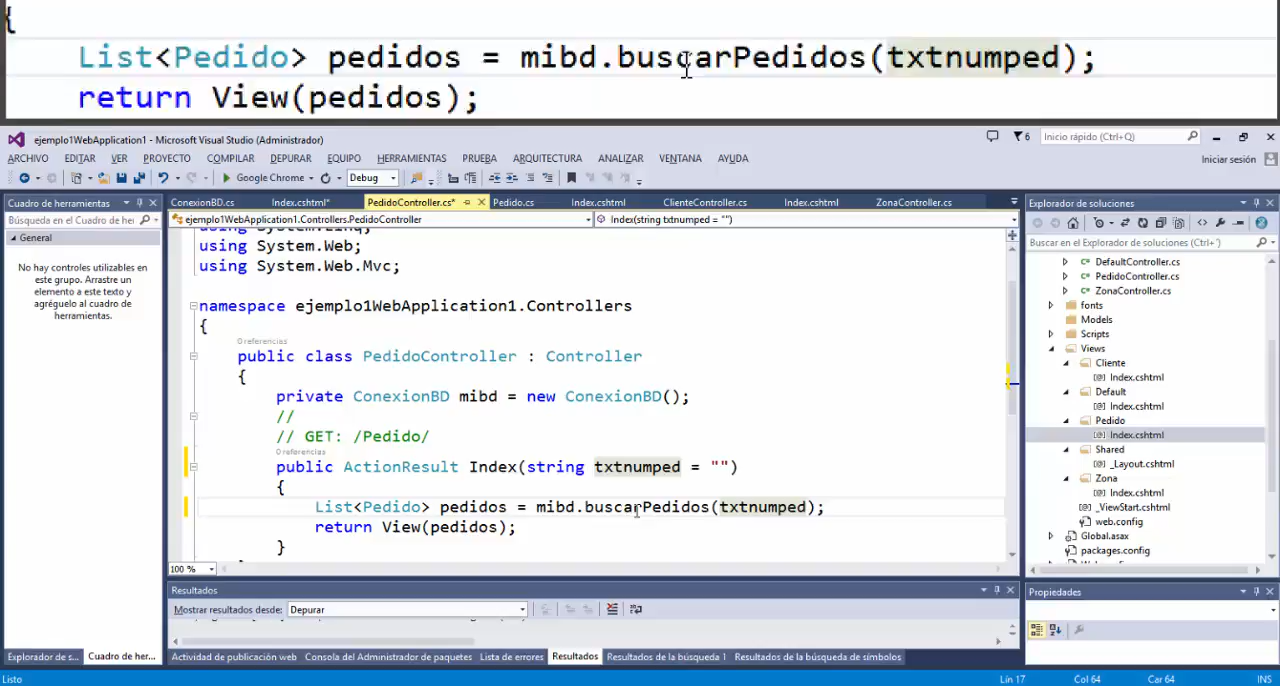 {
List<Pedido> pedidos = mibd.buscarPedidos(txtnumped);
return View(pedidos);
ejemplo1WebApplication1 - Microsoft Visual Studio (Administrador)
6
Inicio rápido (Ctrl+Q)
ARCHIVO EDITAR VER PROYECTO COMPILAR DEPURAR EQUIPO HERRAMIENTAS PRUEBA ARQUITECTURA ANALIZAR VENTANA AYUDA
Iniciar sesión
Google Chrome
Debug
Cuadro de herramientas
ConexionBD.cs Index.cshtml* PedidoController.cs* Pedido.cs Index.cshtml ClienteController.cs Index.cshtml ZonaController.cs
Explorador de soluciones
Búsqueda en el Cuadro de her
ejemplo1WebApplication1.Controllers.PedidoController
Index(string txtnumped = "")
General
No hay controles utilizables en
este grupo. Arrastre un
elemento a este texto y
agréguelo al cuadro de
herramientas.
using System.Linq;
using System.Web;
using System.Web.Mvc;
namespace ejemplo1WebApplication1.Controllers
{
0 referencias
public class PedidoController : Controller
{
private ConexionBD mibd = new ConexionBD();
//
// GET: /Pedido/
0 referencias
public ActionResult Index(string txtnumped = "")
{
List<Pedido> pedidos = mibd.buscarPedidos(txtnumped);
return View(pedidos);
}
100 %
Buscar en el Explorador de soluciones (Ctrl+')
DefaultController.cs
PedidoController.cs
ZonaController.cs
fonts
Models
Scripts
Views
Cliente
Index.cshtml
Default
Index.cshtml
Pedido
Index.cshtml
Shared
_Layout.cshtml
Zona
Index.cshtml
_ViewStart.cshtml
web.config
Global.asax
packages.config
Resultados
Mostrar resultados desde: Depurar
Propiedades
Explorador de s... Cuadro de her...
Actividad de publicación web Consola del Administrador de paquetes Lista de errores Resultados Resultados de la búsqueda 1 Resultados de la búsqueda de símbolos
Listo
Lín 17 Col 64 Car 64 INS